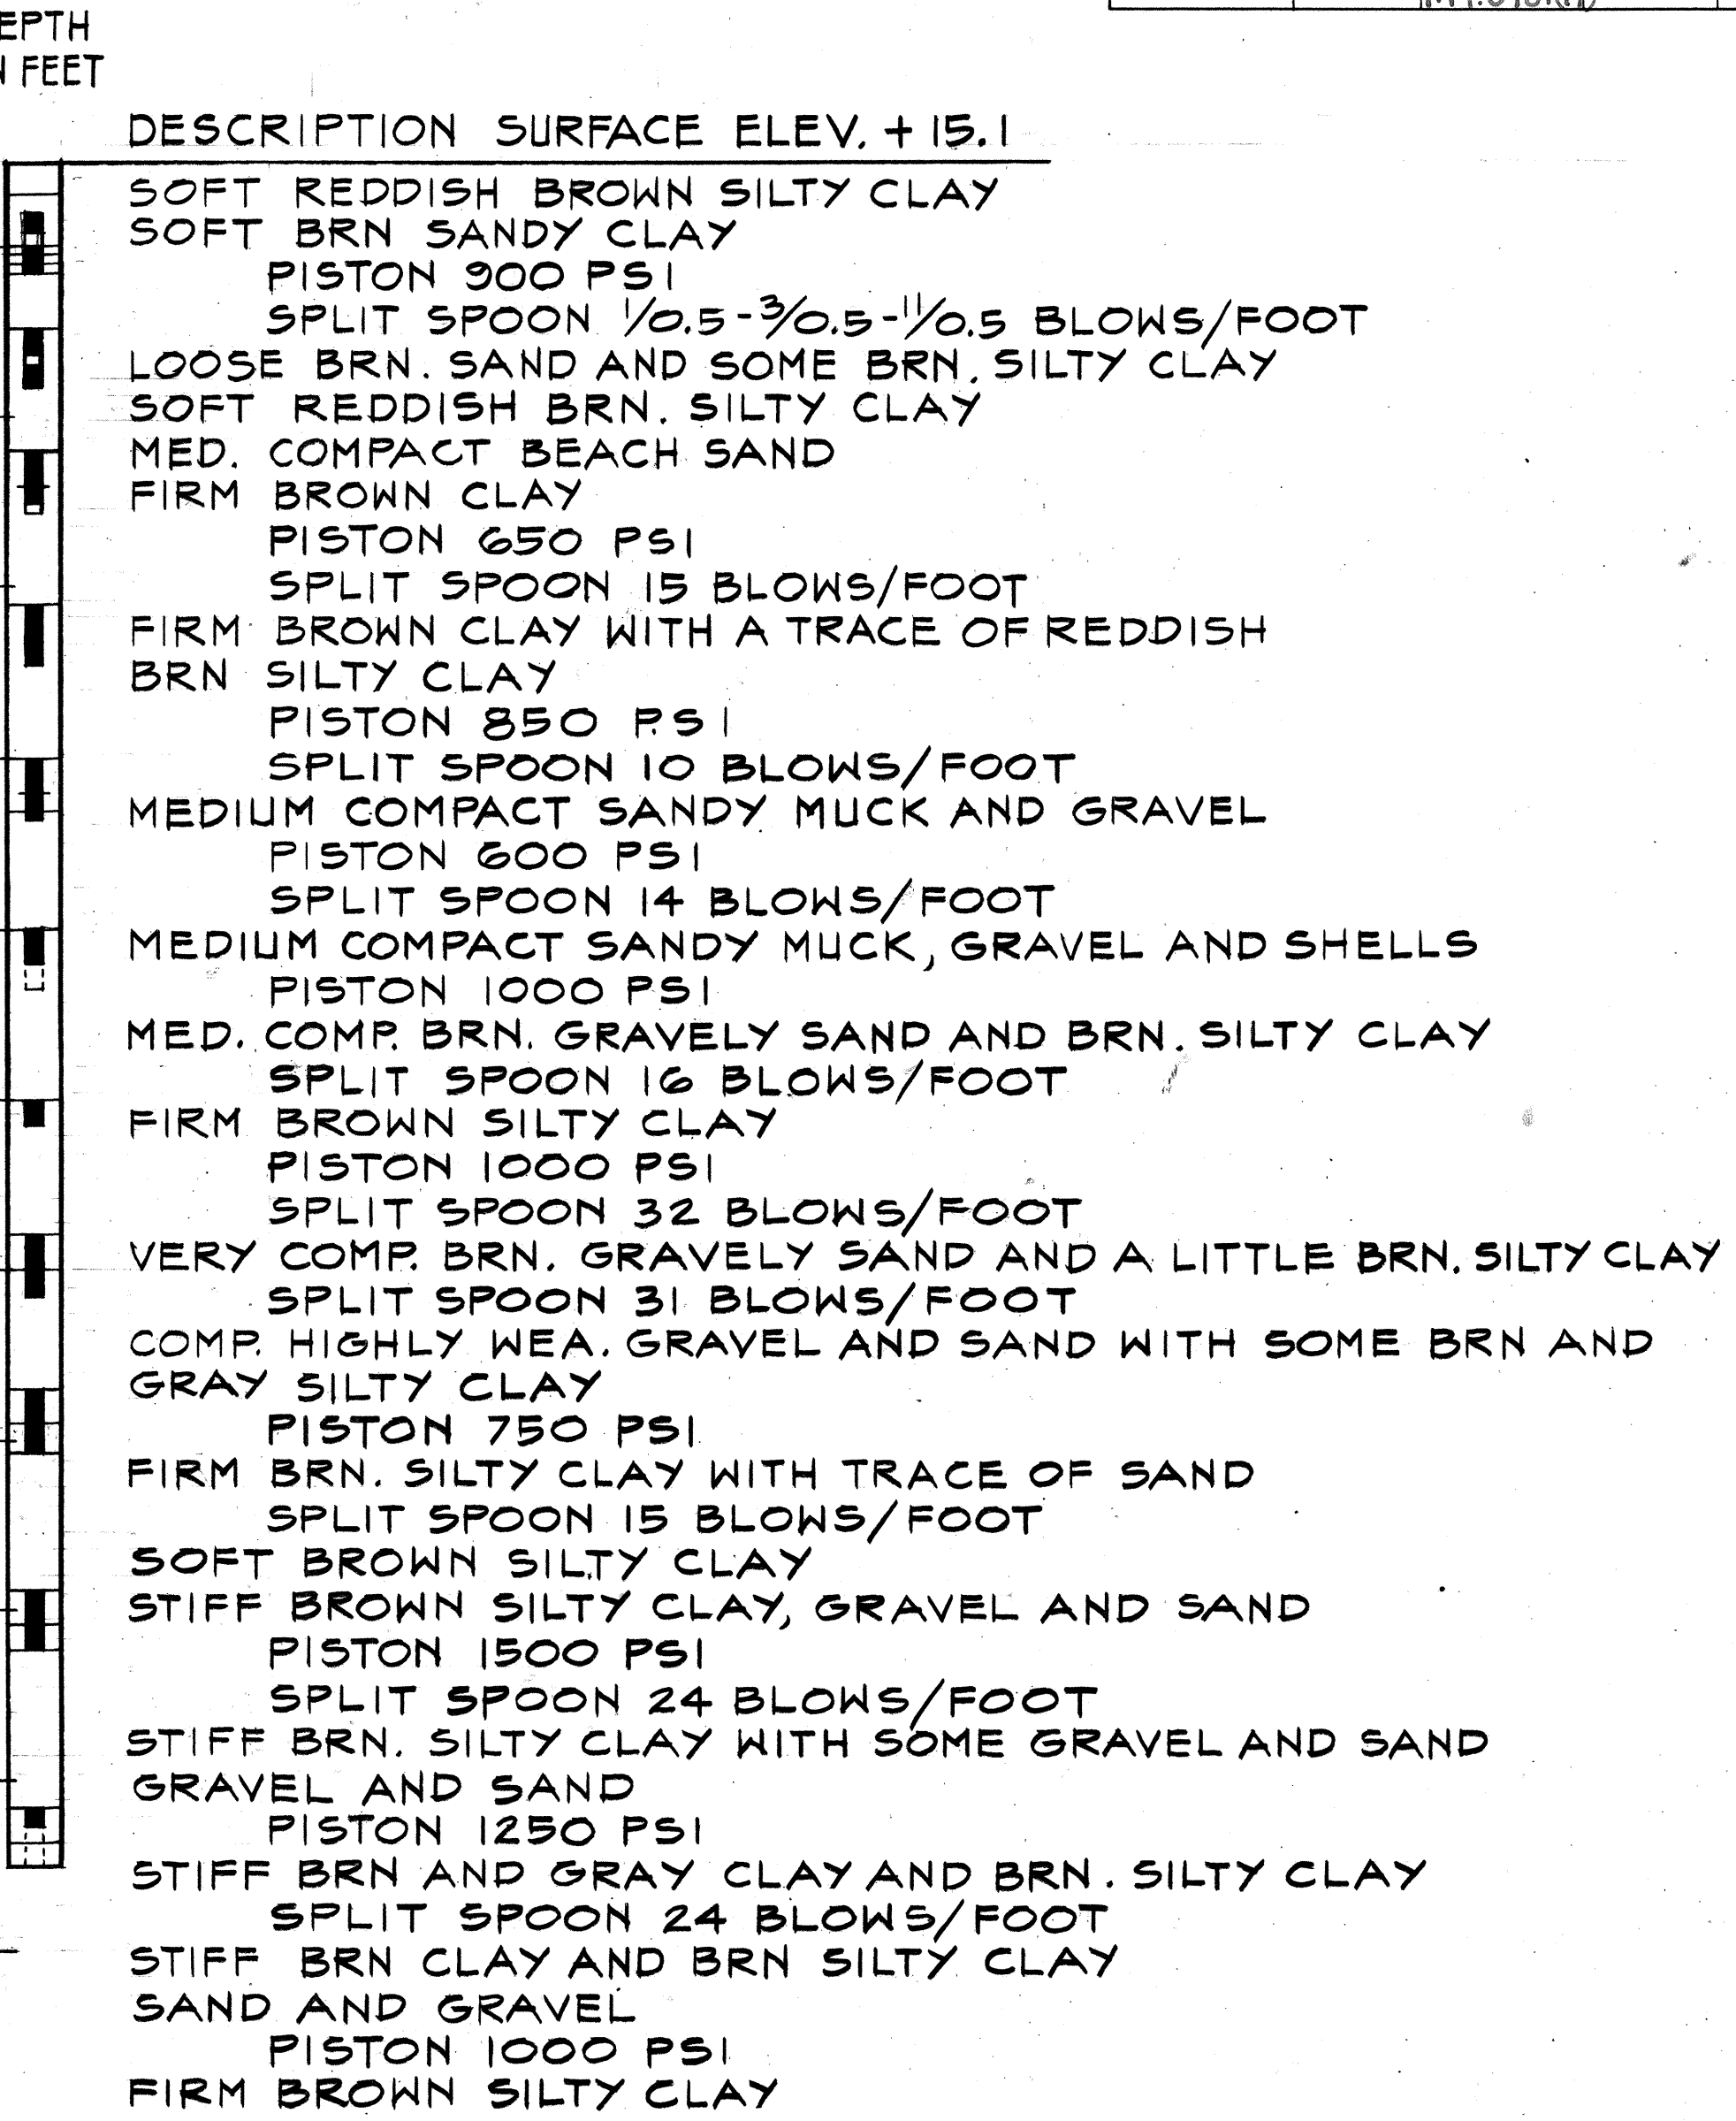 EPTH
FEET
DESCRIPTION SURFACE ELEV. +15.1
SOFT REDDISH BROWN SILTY CLAY
SOFT BRN SANDY CLAY
PISTON 900 PSI
SPLIT SPOON 1/0.5-3/0.5-11/0.5 BLOWS/FOOT
LOOSE BRN. SAND AND SOME BRN. SILTY CLAY
SOFT REDDISH BRN. SILTY CLAY
MED. COMPACT BEACH SAND
FIRM BROWN CLAY
PISTON 650 PSI
SPLIT SPOON 15 BLOWS/FOOT
FIRM BROWN CLAY WITH A TRACE OF REDDISH
BRN SILTY CLAY
PISTON 850 P.SI
SPLIT SPOON 10 BLOWS/FOOT
MEDIUM COMPACT SANDY MUCK AND GRAVEL
PISTON 600 PSI
SPLIT SPOON 14 BLOWS/FOOT
MEDIUM COMPACT SANDY MUCK, GRAVEL AND SHELLS
PISTON 1000 PSI
MED. COMP. BRN. GRAVELY SAND AND BRN. SILTY CLAY
SPLIT SPOON 16 BLOWS/FOOT
FIRM BROWN SILTY CLAY
PISTON 1000 PSI
SPLIT SPOON 32 BLOWS/FOOT
VERY COMP. BRN. GRAVELY SAND AND A LITTLE BRN. SILTY CLAY
SPLIT SPOON 31 BLOWS/FOOT
COMP. HIGHLY WEA. GRAVEL AND SAND WITH SOME BRN AND
GRAY SILTY CLAY
PISTON 750 PSI
FIRM BRN. SILTY CLAY WITH TRACE OF SAND
SPLIT SPOON 15 BLOWS/FOOT
SOFT BROWN SILTY CLAY
STIFF BROWN SILTY CLAY, GRAVEL AND SAND
PISTON 1500 PSI
SPLIT SPOON 24 BLOWS/FOOT
STIFF BRN. SILTY CLAY WITH SOME GRAVEL AND SAND
GRAVEL AND SAND
PISTON 1250 PSI
STIFF BRN AND GRAY CLAY AND BRN. SILTY CLAY
SPLIT SPOON 24 BLOWS/FOOT
STIFF BRN CLAY AND BRN SILTY CLAY
SAND AND GRAVEL
PISTON 1000 PSI
FIRM BROWN SILTY CLAY